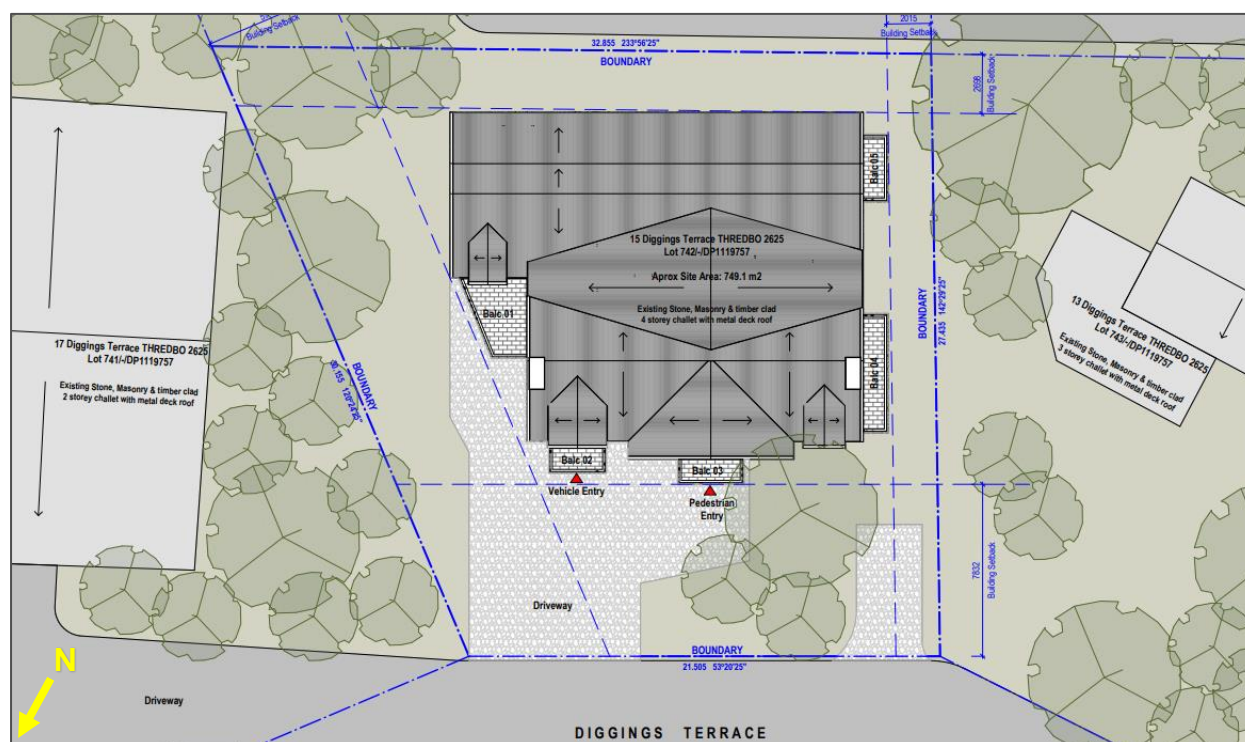 2015
Building Setback
Building Setback
32.855 233°56'25"
BOUNDARY
2698
Building Setback
Balc 05
15 Diggings Terrace THREDBO 2625
Lot 742/-/DP1119757
Aprox Site Area: 749.1 m2
Existing Stone, Masonry & timber clad
4 storey challet with metal deck roof
Balc 01
Balc 04
BOUNDARY
27.435 142°29'25"
13 Diggings Terrace THREDBO 2625
Lot 743/-/DP1119757
Existing Stone, Masonry & timber clad
3 storey challet with metal deck roof
17 Diggings Terrace THREDBO 2625
Lot 741/-/DP1119757
Existing Stone, Masonry & timber clad
2 storey challet with metal deck roof
BOUNDARY
Balc 02
Balc 03
Vehicle Entry
Pedestrian
Entry
7832
Building Setback
Driveway
BOUNDARY
21.505 53°20'25"
N
Driveway
DIGGINGS TERRACE